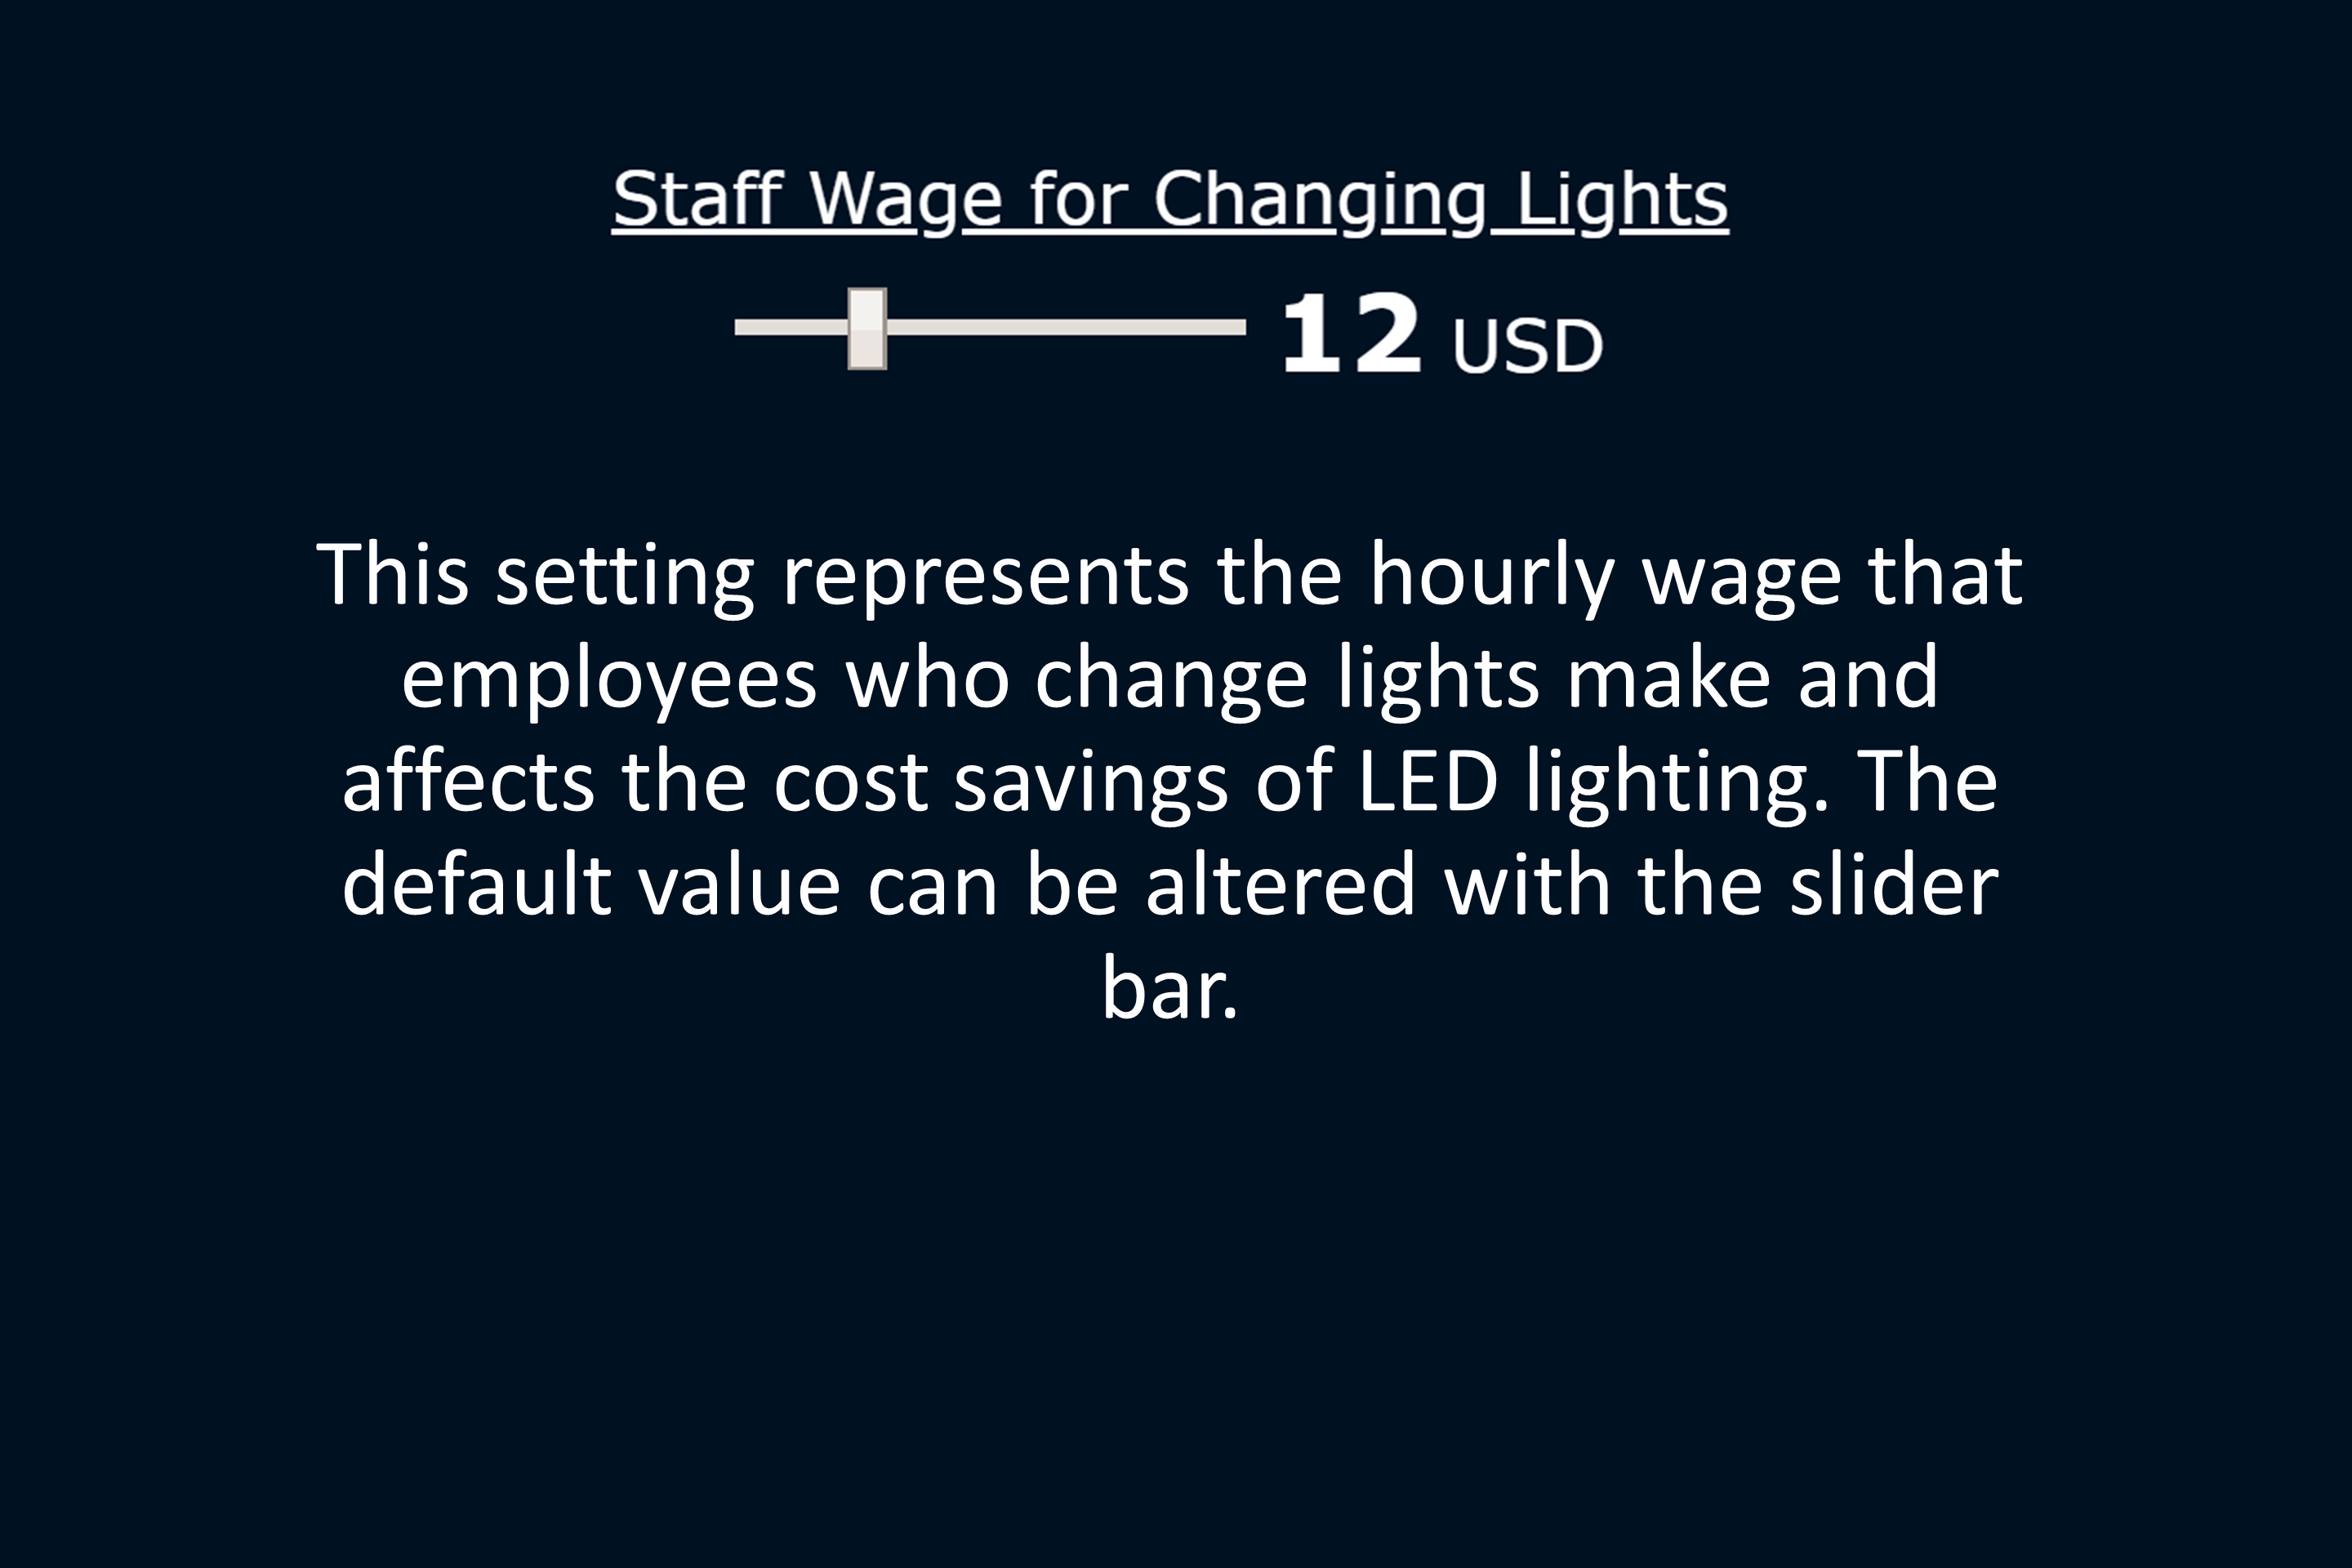 Staff Wage for Changing Lights
12 USD
This setting represents the hourly wage that
employees who change lights make and
affects the cost savings of LED lighting. The
default value can be altered with the slider
bar.